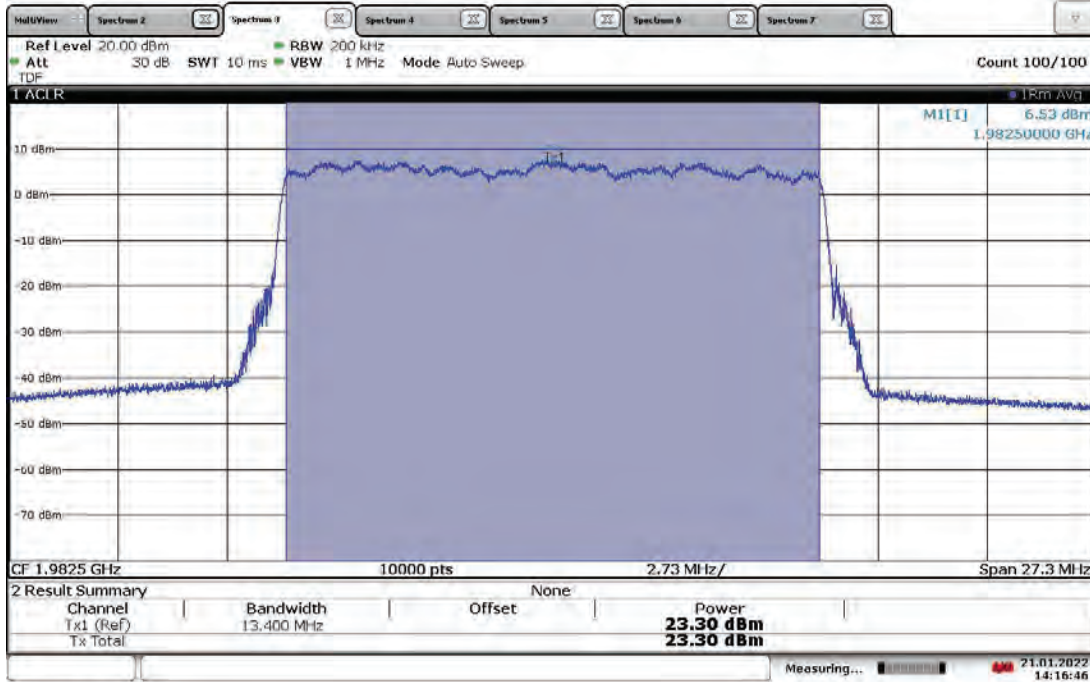 MultiView Spectrum 2 Spectrum 3 Spectrum 4 Spectrum 5 Spectrum 6 Spectrum 7
Ref Level 20.00 dBm RBW 200 kHz
Att 30 dB SWT 10 ms VBW 1 MHz Mode Auto Sweep Count 100/100
TDF
1 ACLR 1Rm Avg
M1[1] 6.53 dBm
1.98250000 GHz
10 dBm
0 dBm
-10 dBm
-20 dBm
-30 dBm
-40 dBm
-50 dBm
-60 dBm
-70 dBm
CF 1.9825 GHz 10000 pts 2.73 MHz/ Span 27.3 MHz
2 Result Summary None
Channel Bandwidth Offset Power
Tx1 (Ref) 13.400 MHz 23.30 dBm
Tx Total 23.30 dBm
Measuring... 21.01.2022
14:16:46